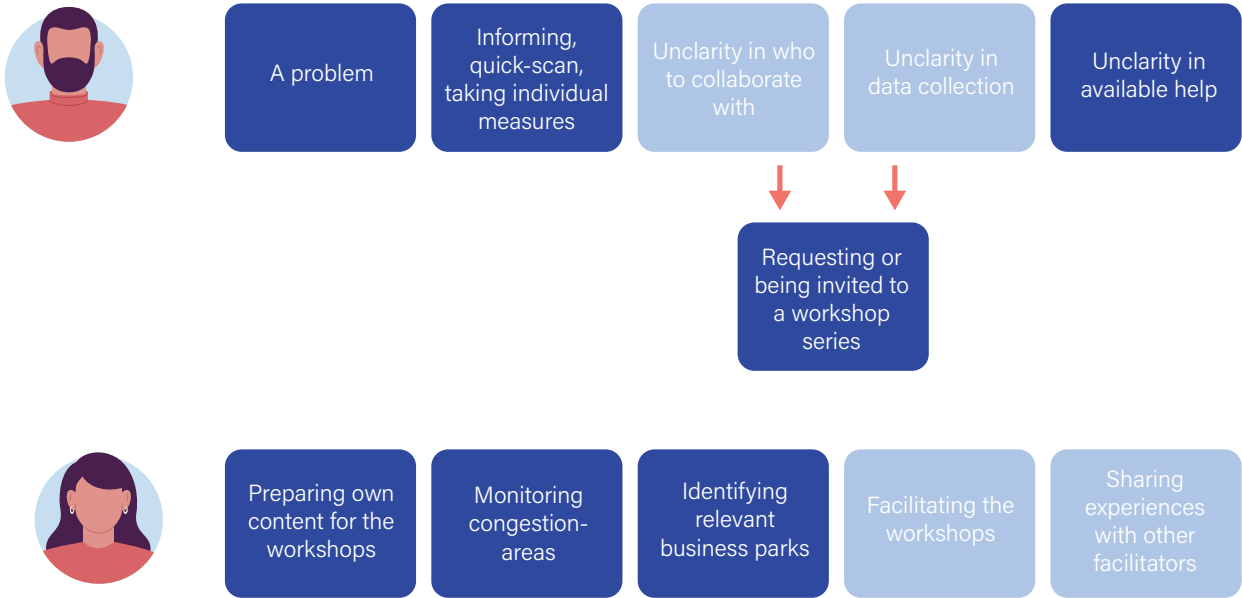 A problem
Informing,
quick-scan,
taking individual
measures
Unclarity in who
to collaborate
with
Unclarity in
data collection
Unclarity in
available help
Requesting or
being invited to
a workshop
series
Preparing own
content for the
workshops
Monitoring
congestion-
areas
Identifying
relevant
business parks
Facilitating the
workshops
Sharing
experiences
with other
facilitators